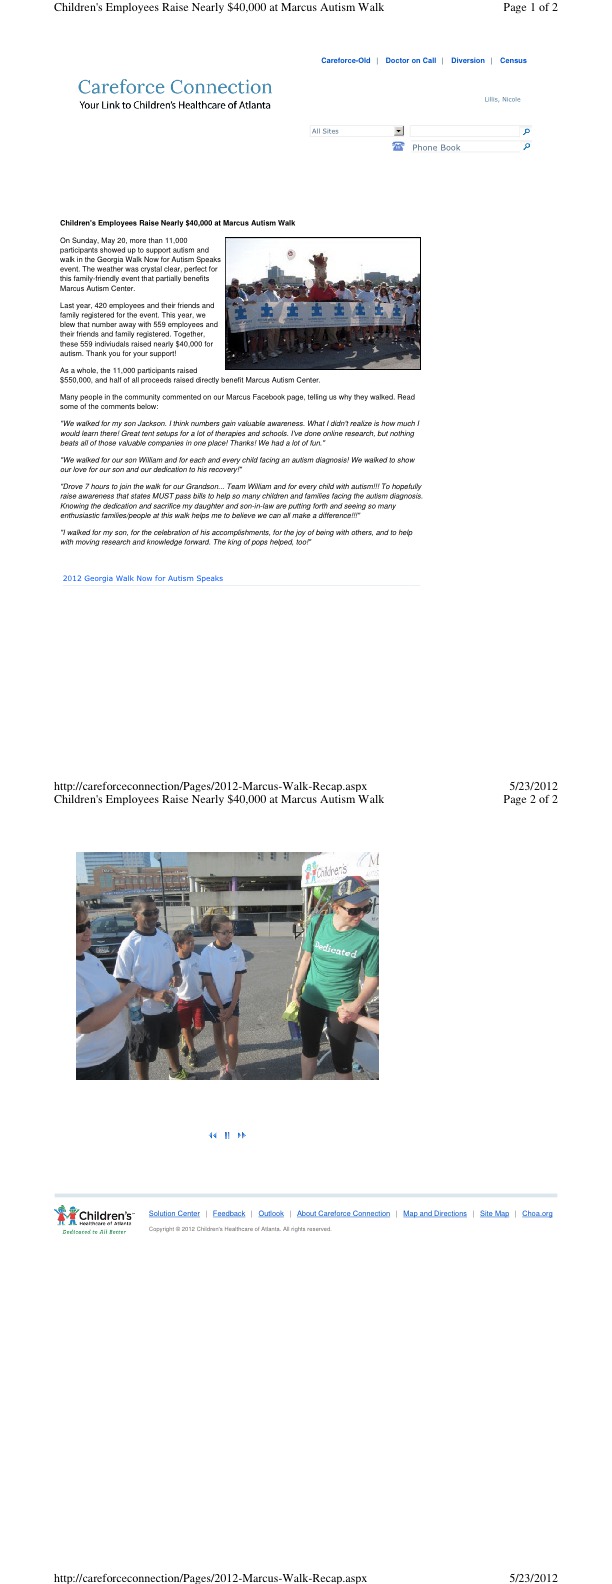 Children's Employees Raise Nearly $40,000 at Marcus Autism Walk Page 1 of 2
Careforce-Old | Doctor on Call | Diversion | Census
Careforce Connection
Your Link to Children's Healthcare of Atlanta
Lillis, Nicole
All Sites
Phone Book
Children's Employees Raise Nearly $40,000 at Marcus Autism Walk
On Sunday, May 20, more than 11,000
participants showed up to support autism and
walk in the Georgia Walk Now for Autism Speaks
event. The weather was crystal clear, perfect for
this family-friendly event that partially benefits
Marcus Autism Center.
Last year, 420 employees and their friends and
family registered for the event. This year, we
blew that number away with 559 employees and
their friends and family registered. Together,
these 559 indiviudals raised nearly $40,000 for
autism. Thank you for your support!
As a whole, the 11,000 participants raised
$550,000, and half of all proceeds raised directly benefit Marcus Autism Center.
Many people in the community commented on our Marcus Facebook page, telling us why they walked. Read
some of the comments below:
"We walked for my son Jackson. I think numbers gain valuable awareness. What I didn't realize is how much I
would learn there! Great tent setups for a lot of therapies and schools. I've done online research, but nothing
beats all of those valuable companies in one place! Thanks! We had a lot of fun."
"We walked for our son William and for each and every child facing an autism diagnosis! We walked to show
our love for our son and our dedication to his recovery!"
"Drove 7 hours to join the walk for our Grandson... Team William and for every child with autism!!! To hopefully
raise awareness that states MUST pass bills to help so many children and families facing the autism diagnosis.
Knowing the dedication and sacrifice my daughter and son-in-law are putting forth and seeing so many
enthusiastic families/people at this walk helps me to believe we can all make a difference!!!"
"I walked for my son, for the celebration of his accomplishments, for the joy of being with others, and to help
with moving research and knowledge forward. The king of pops helped, too!"
2012 Georgia Walk Now for Autism Speaks
http://careforceconnection/Pages/2012-Marcus-Walk-Recap.aspx 5/23/2012
Children's Employees Raise Nearly $40,000 at Marcus Autism Walk Page 2 of 2
Children's
Dedicated
Children's
Healthcare of Atlanta
Dedicated to All Better
Solution Center | Feedback | Outlook | About Careforce Connection | Map and Directions | Site Map | Choa.org
Copyright © 2012 Children's Healthcare of Atlanta. All rights reserved.
http://careforceconnection/Pages/2012-Marcus-Walk-Recap.aspx 5/23/2012